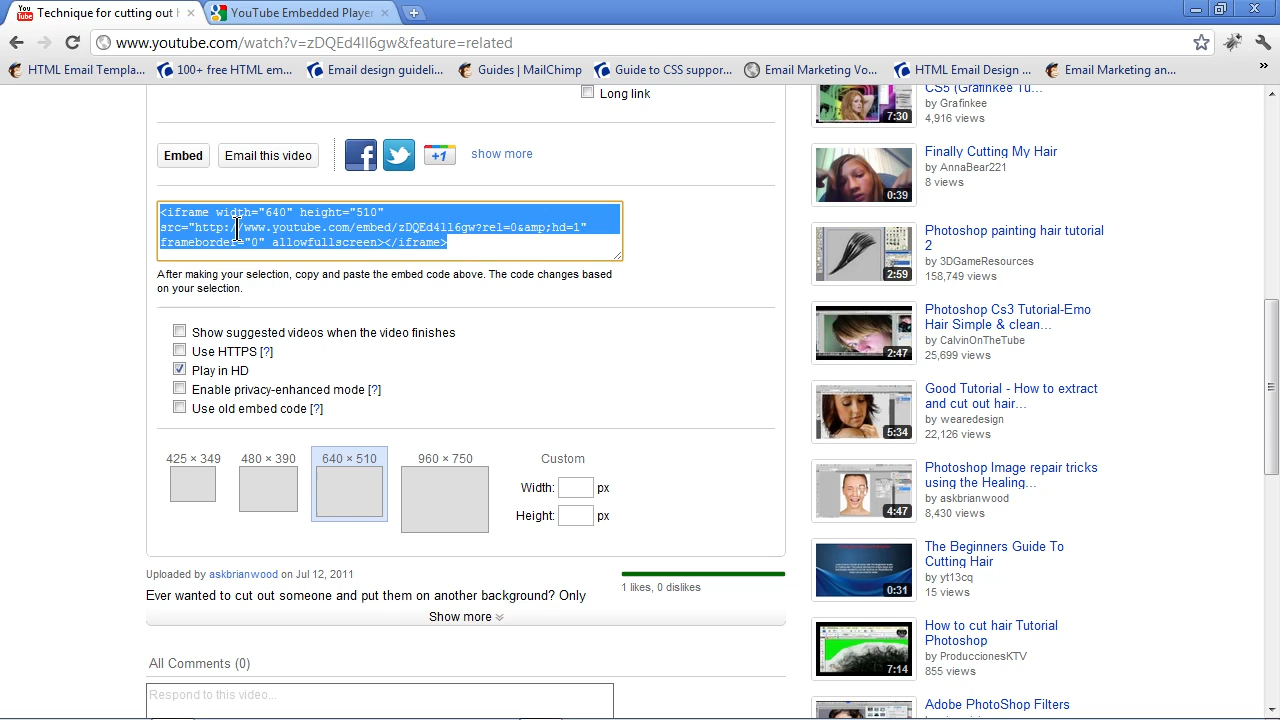 You Tube
Technique for cutting out h
YouTube Embedded Player
www.youtube.com/watch?v=zDQEd4lI6gw&feature=related
HTML Email Templa...
100+ free HTML em...
Email design guideli...
Guides | MailChimp
Guide to CSS suppor...
Email Marketing Vo...
HTML Email Design ...
Email Marketing an...
Long link
Embed
Email this video
+1
show more
<iframe width="640" height="510"
src="http://www.youtube.com/embed/zDQEd4lI6gw?rel=0&amp;hd=1"
frameborder="0" allowfullscreen></iframe>
After making your selection, copy and paste the embed code above. The code changes based
on your selection.
Show suggested videos when the video finishes
Use HTTPS [?]
Play in HD
Enable privacy-enhanced mode [?]
Use old embed code [?]
480 × 390
640 × 510
960 × 750
Custom
Width: px
Height: px
askbrianwood on Jul
1 likes, 0 dislikes
Ever want to cut out someone and put them on another background? Only
Show more
All Comments (0)
Respond to this video...
CS5 (Grafinkee Tu...
by Grafinkee
4,916 views
7:30
Finally Cutting My Hair
by AnnaBear221
8 views
0:39
Photoshop painting hair tutorial
2
by 3DGameResources
158,749 views
2:59
Photoshop Cs3 Tutorial-Emo
Hair Simple & clean...
by CalvinOnTheTube
25,699 views
2:47
Good Tutorial - How to extract
and cut out hair...
by wearedesign
22,126 views
5:34
Photoshop Image repair tricks
using the Healing...
by askbrianwood
8,430 views
4:47
The Beginners Guide To
Cutting Hair
by yt13cr
15 views
0:31
How to cut hair Tutorial
Photoshop
by ProduccionesKTV
855 views
7:14
Adobe PhotoShop Filters